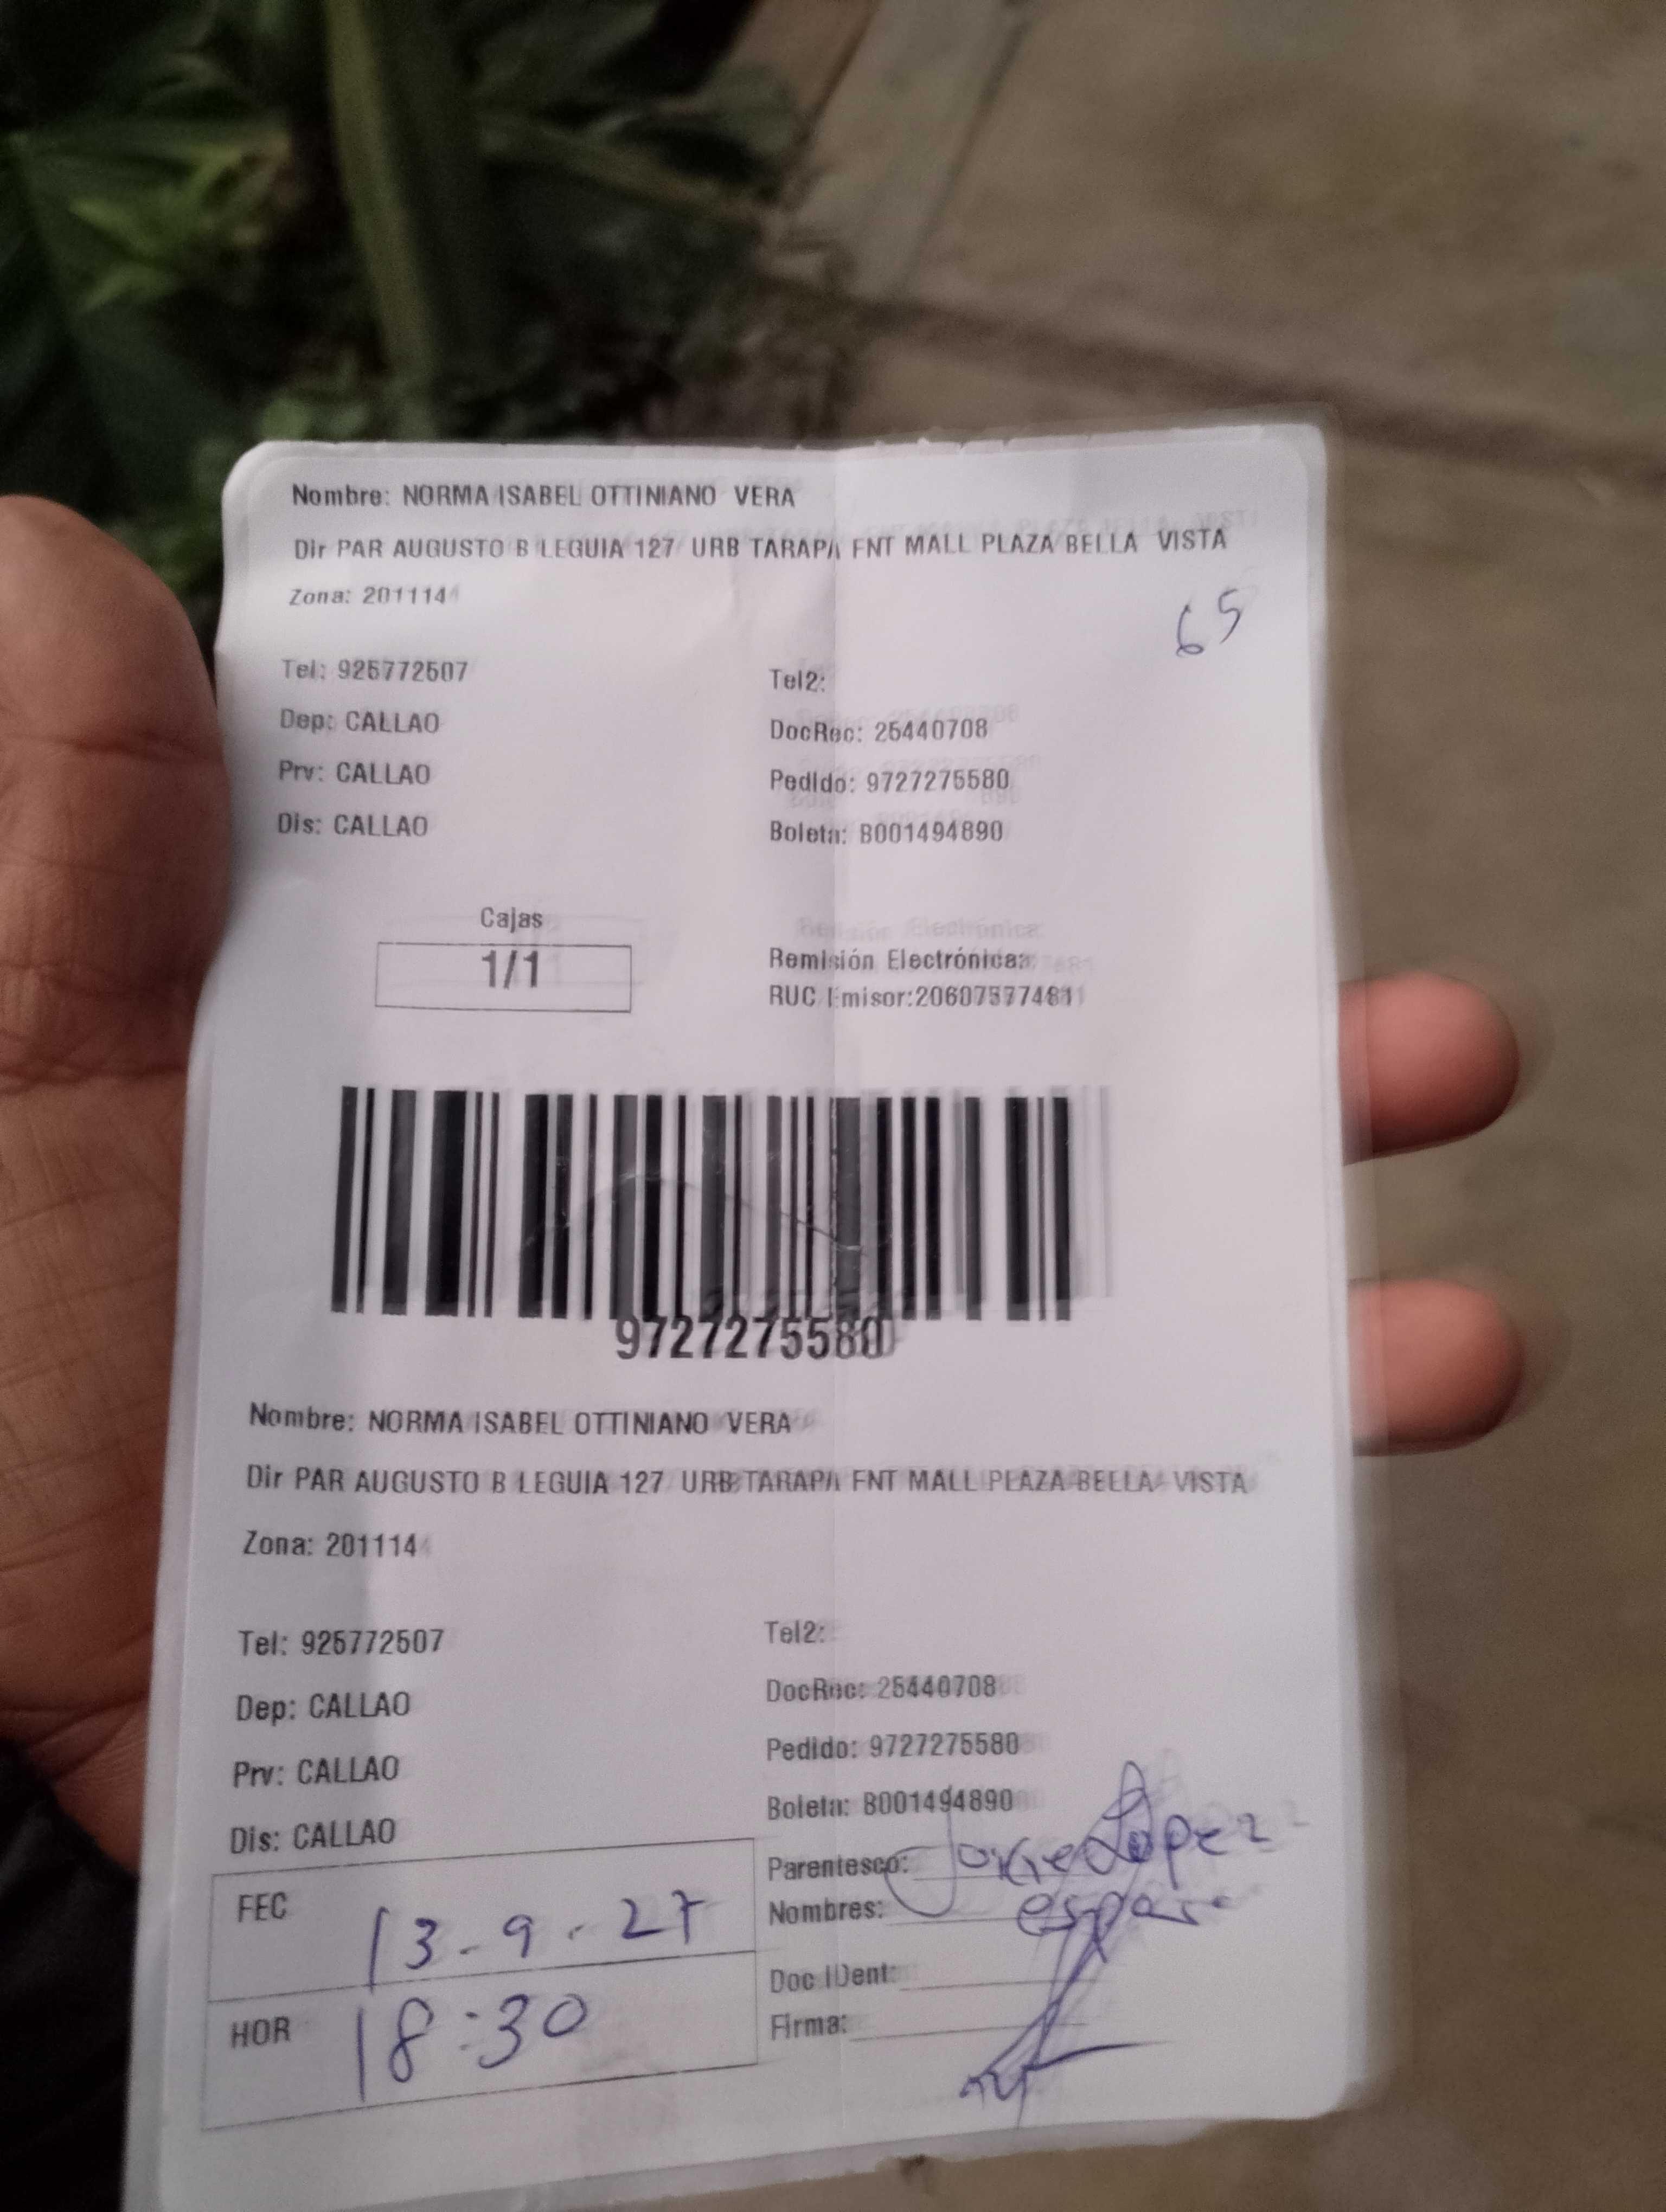 Nombre: NORMA ISABEL OTTINIANO VERA
Dir PAR AUGUSTO B LEGUIA 127 URB TARAPA FNT MALL PLAZA BELLA VISTA
Zona: 201114
65
Tel: 925772507 Tel2:
Dep: CALLAO DocRec: 25440708
Prv: CALLAO Pedido: 9727275580
Dis: CALLAO Boleta: B001494890
Cajas
1/1
Remisión Electrónica:
RUC Emisor:20607577481
9727275580
Nombre: NORMA ISABEL OTTINIANO VERA
Dir PAR AUGUSTO B LEGUIA 127 URB TARAPA FNT MALL PLAZA BELLA VISTA
Zona: 201114
Tel: 925772507 Tel2:
Dep: CALLAO DocRec: 25440708
Prv: CALLAO Pedido: 9727275580
Dis: CALLAO Boleta: B001494890
FEC 13-9-27 Parentesco: Jorge Lopez
Nombres:
Doc IDent:
HOR 18:30 Firma: